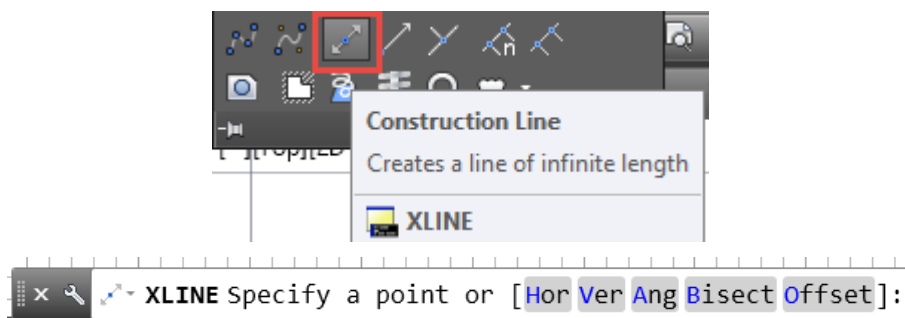 n
Construction Line
Creates a line of infinite length
XLINE
XLINE Specify a point or [Hor Ver Ang Bisect Offset]: